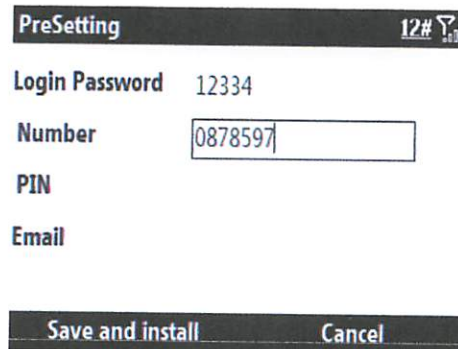 PreSetting 12#
Login Password 12334
Number 0878597
PIN
Email
Save and install Cancel